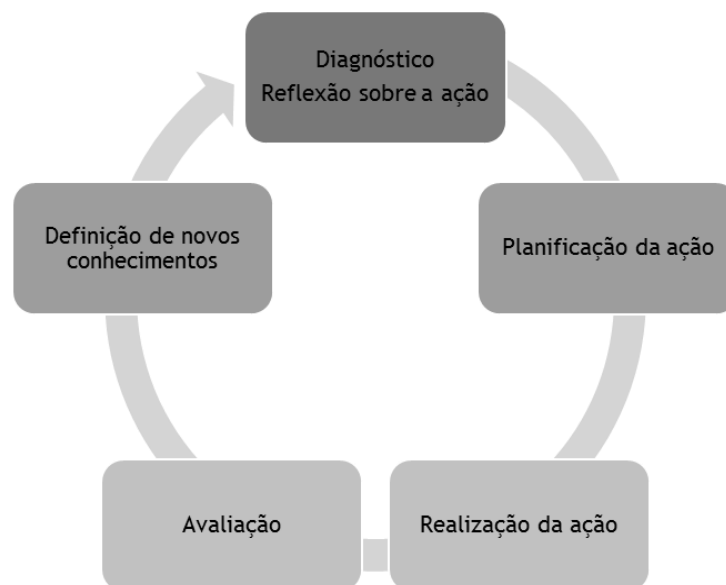 Diagnóstico
Reflexão sobre a ação
Planificação da ação
Realização da ação
Avaliação
Definição de novos
conhecimentos